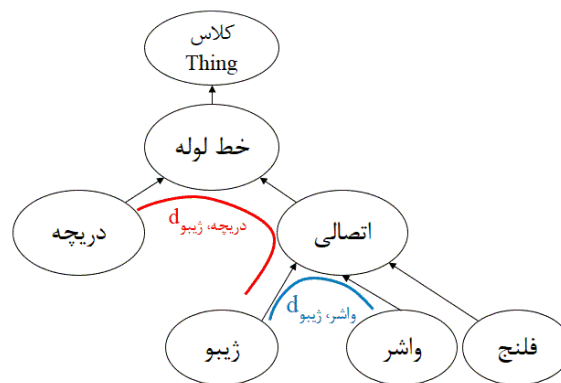 کلاس
Thing
خط لوله
دریچه
d دریچه، ژیبو
اتصالی
d واشر، ژیبو
ژیبو
واشر
فلنج